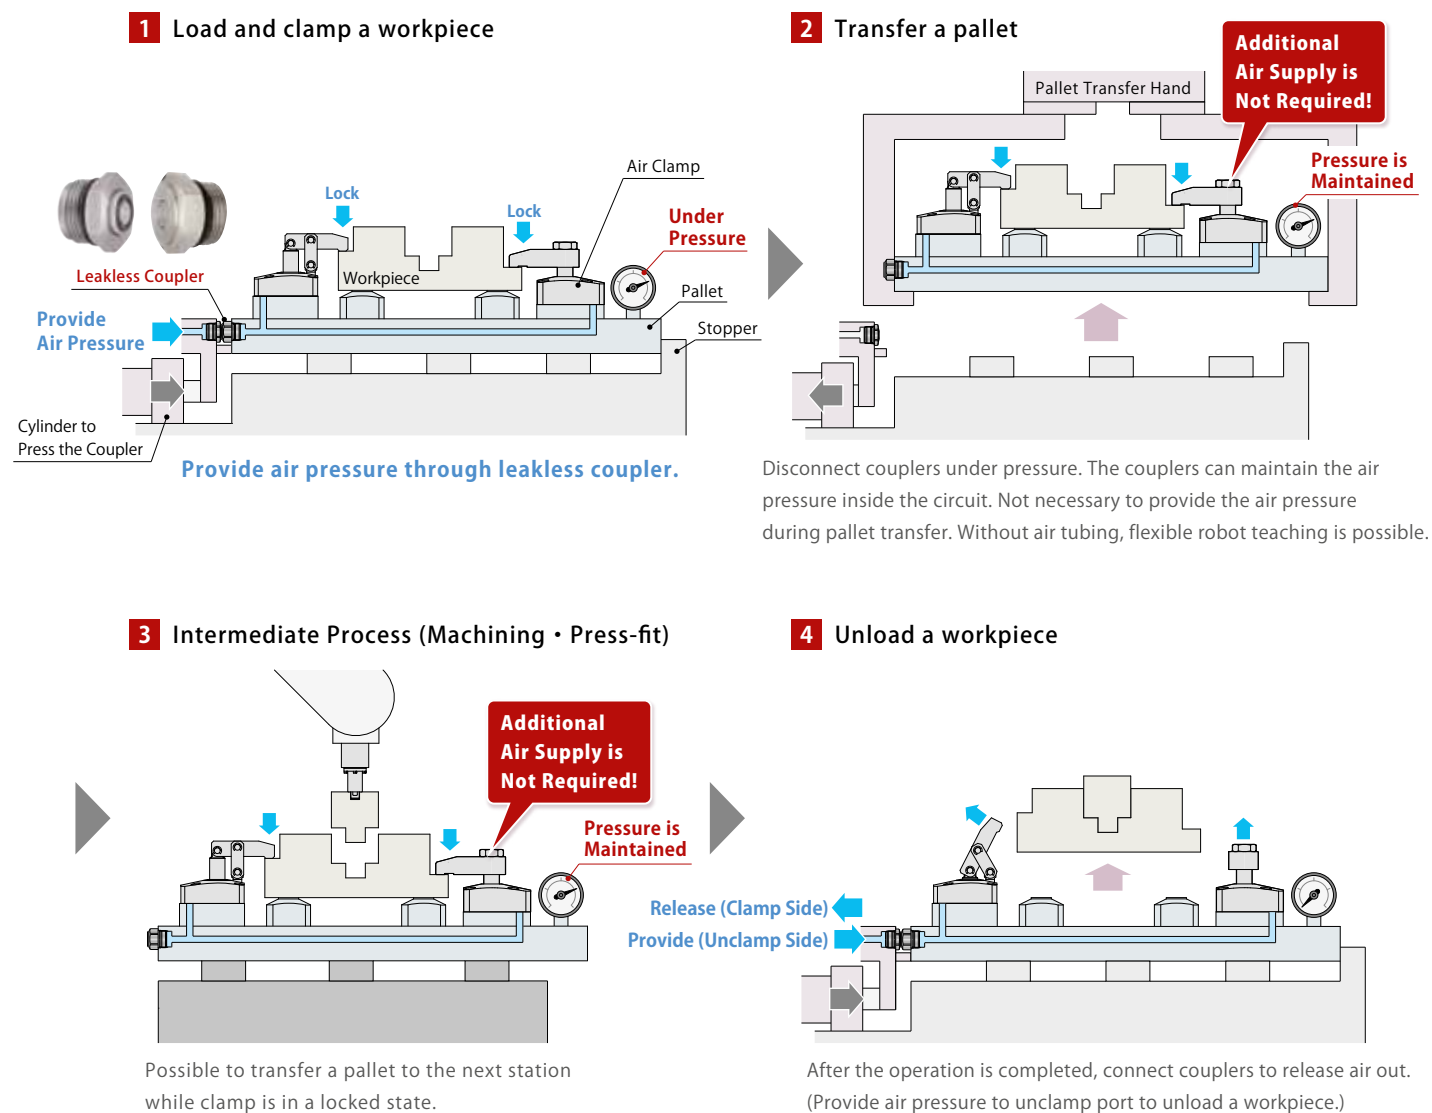 1 Load and clamp a workpiece
Air Clamp
Lock
Lock
Under
Pressure
Leakless Coupler
Workpiece
Pallet
Provide
Air Pressure
Stopper
Cylinder to
Press the Coupler
Provide air pressure through leakless coupler.
2 Transfer a pallet
Additional
Air Supply is
Not Required!
Pallet Transfer Hand
Pressure is
Maintained
Disconnect couplers under pressure. The couplers can maintain the air
pressure inside the circuit. Not necessary to provide the air pressure
during pallet transfer. Without air tubing, flexible robot teaching is possible.
3 Intermediate Process (Machining・Press-fit)
Additional
Air Supply is
Not Required!
Pressure is
Maintained
Possible to transfer a pallet to the next station
while clamp is in a locked state.
4 Unload a workpiece
Release (Clamp Side)
Provide (Unclamp Side)
After the operation is completed, connect couplers to release air out.
(Provide air pressure to unclamp port to unload a workpiece.)